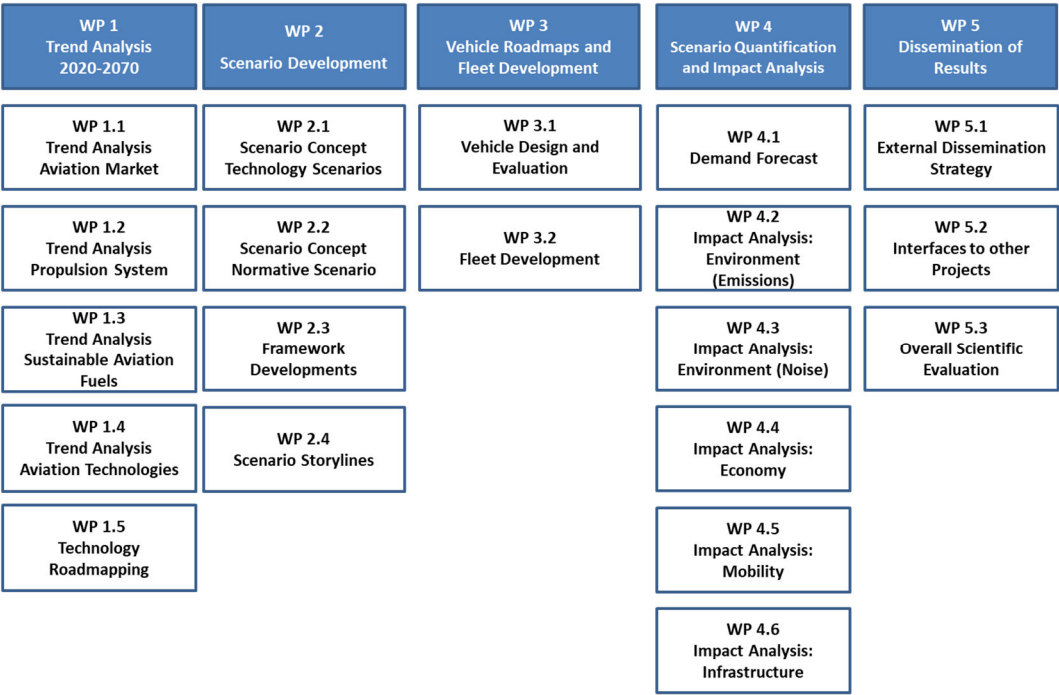 WP 1
Trend Analysis
2020-2070
WP 2
Scenario Development
WP 3
Vehicle Roadmaps and
Fleet Development
WP 4
Scenario Quantification
and Impact Analysis
WP 5
Dissemination of
Results
WP 1.1
Trend Analysis
Aviation Market
WP 2.1
Scenario Concept
Technology Scenarios
WP 3.1
Vehicle Design and
Evaluation
WP 4.1
Demand Forecast
WP 5.1
External Dissemination
Strategy
WP 1.2
Trend Analysis
Propulsion System
WP 2.2
Scenario Concept
Normative Scenario
WP 3.2
Fleet Development
WP 4.2
Impact Analysis:
Environment
(Emissions)
WP 5.2
Interfaces to other
Projects
WP 1.3
Trend Analysis
Sustainable Aviation
Fuels
WP 2.3
Framework
Developments
WP 4.3
Impact Analysis:
Environment (Noise)
WP 5.3
Overall Scientific
Evaluation
WP 1.4
Trend Analysis
Aviation Technologies
WP 2.4
Scenario Storylines
WP 4.4
Impact Analysis:
Economy
WP 1.5
Technology
Roadmapping
WP 4.5
Impact Analysis:
Mobility
WP 4.6
Impact Analysis:
Infrastructure